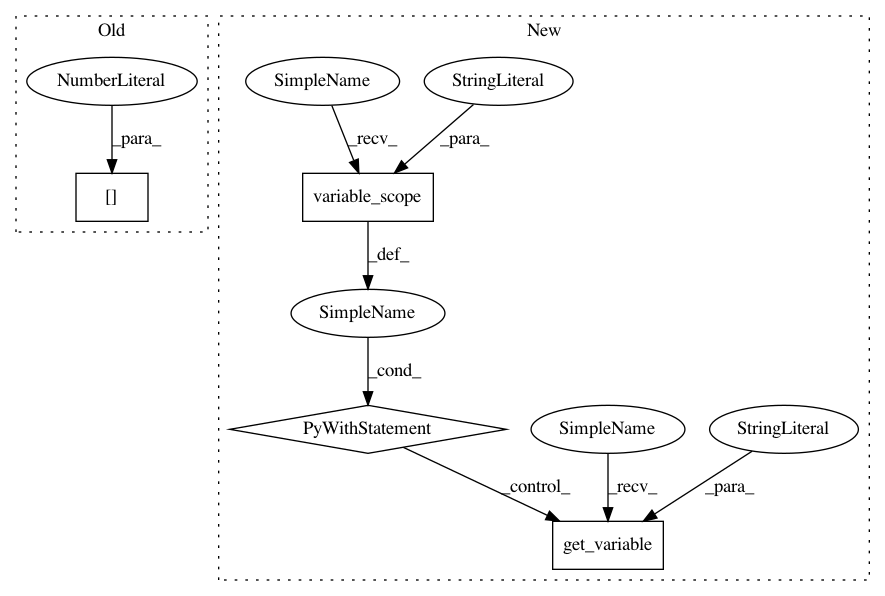 Old
New
NumberLiteral
SimpleName
StringLiteral
_para_
_recv_
_para_
[]
variable_scope
_def_
SimpleName
_cond_
PyWithStatement
SimpleName
StringLiteral
_control_
_recv_
_para_
get_variable